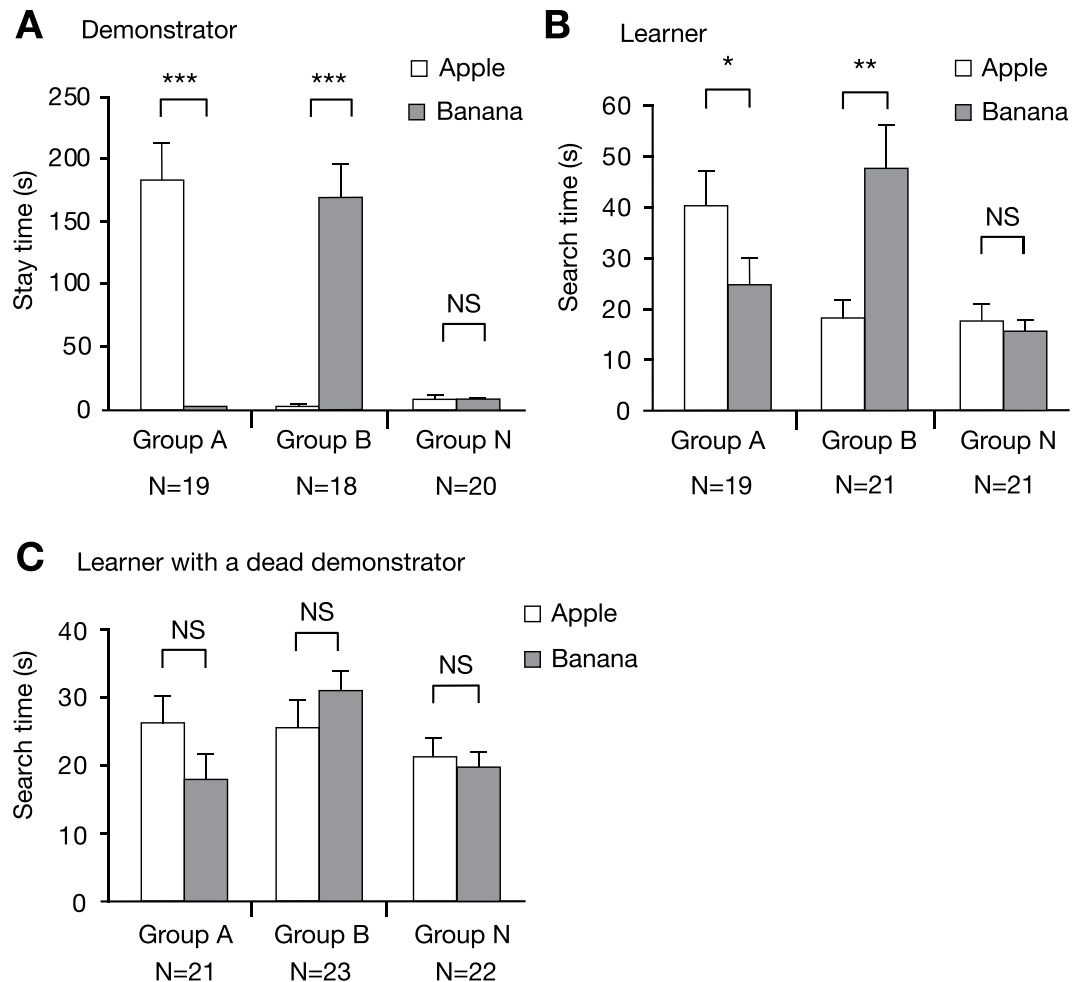 A Demonstrator
*** ***
Apple
Banana
250
200
150
100
50
0
Stay time (s)
NS
Group A Group B Group N
N=19 N=18 N=20
B Learner
* **
Apple
Banana
60
50
40
30
20
10
0
Search time (s)
NS
Group A Group B Group N
N=19 N=21 N=21
C Learner with a dead demonstrator
Apple
Banana
NS NS NS
40
30
20
10
0
Search time (s)
Group A Group B Group N
N=21 N=23 N=22